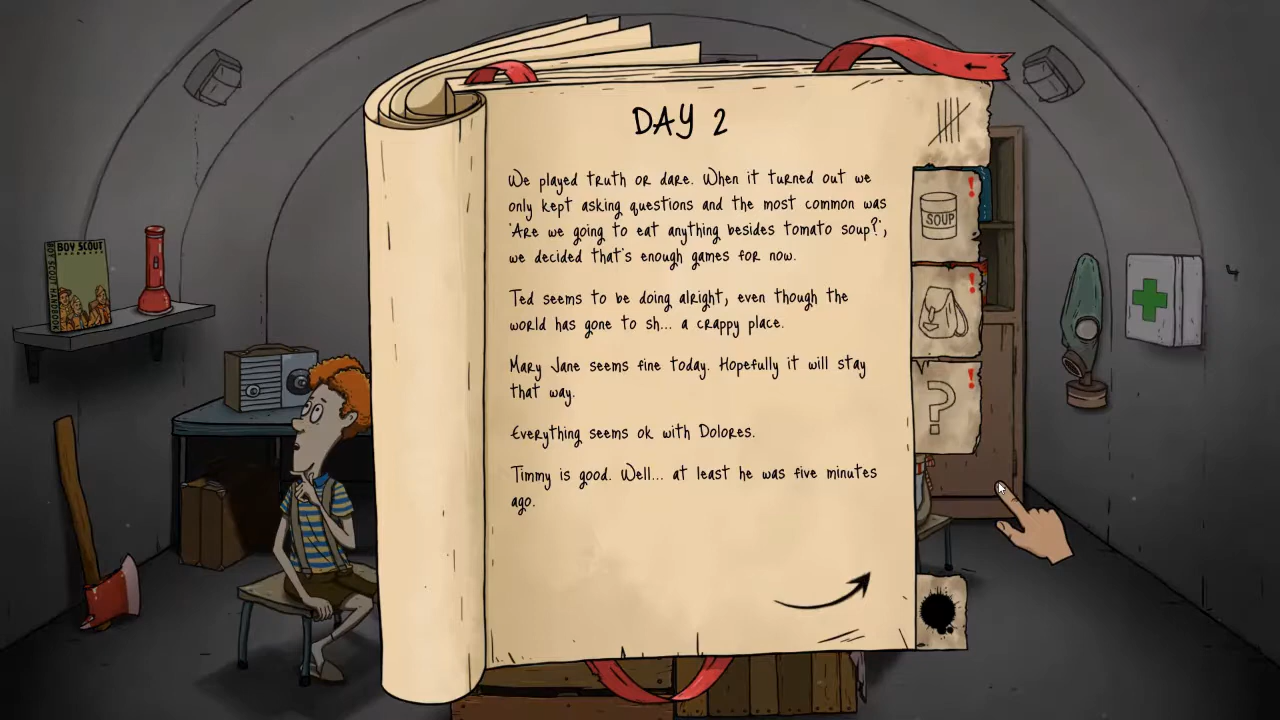 DAY 2
We played truth or dare. When it turned out we
only kept asking questions and the most common was
'Are we going to eat anything besides tomato soup?',
we decided that's enough games for now.
Ted seems to be doing alright, even though the
world has gone to sh... a crappy place.
Mary Jane seems fine today. Hopefully it will stay
that way.
Everything seems ok with Dolores.
Timmy is good. Well... at least he was five minutes
ago.
SOUP
!
!
?
!
BOY SCOUT
BOY SCOUT HANDBOOK